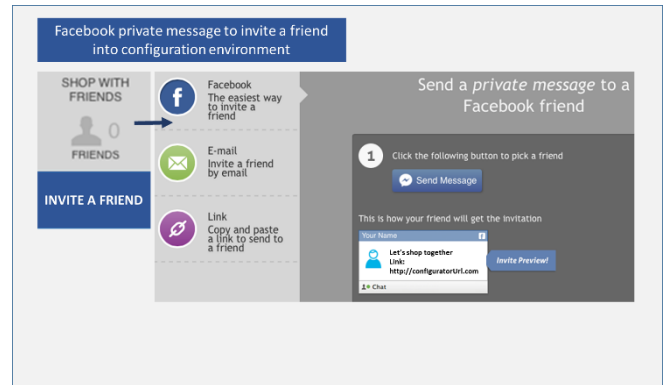 Facebook private message to invite a friend
into configuration environment
SHOP WITH
FRIENDS
0
FRIENDS
INVITE A FRIEND
f
Facebook
The easiest way
to invite a
friend
E-mail
Invite a friend
by email
Link
Copy and paste
a link to send to
a friend
Send a private message to a
Facebook friend
1
Click the following button to pick a friend
Send Message
This is how your friend will get the invitation
Your Name
f
Let's shop together
Link:
http://configuratorUrl.com
Chat
Invite Preview!